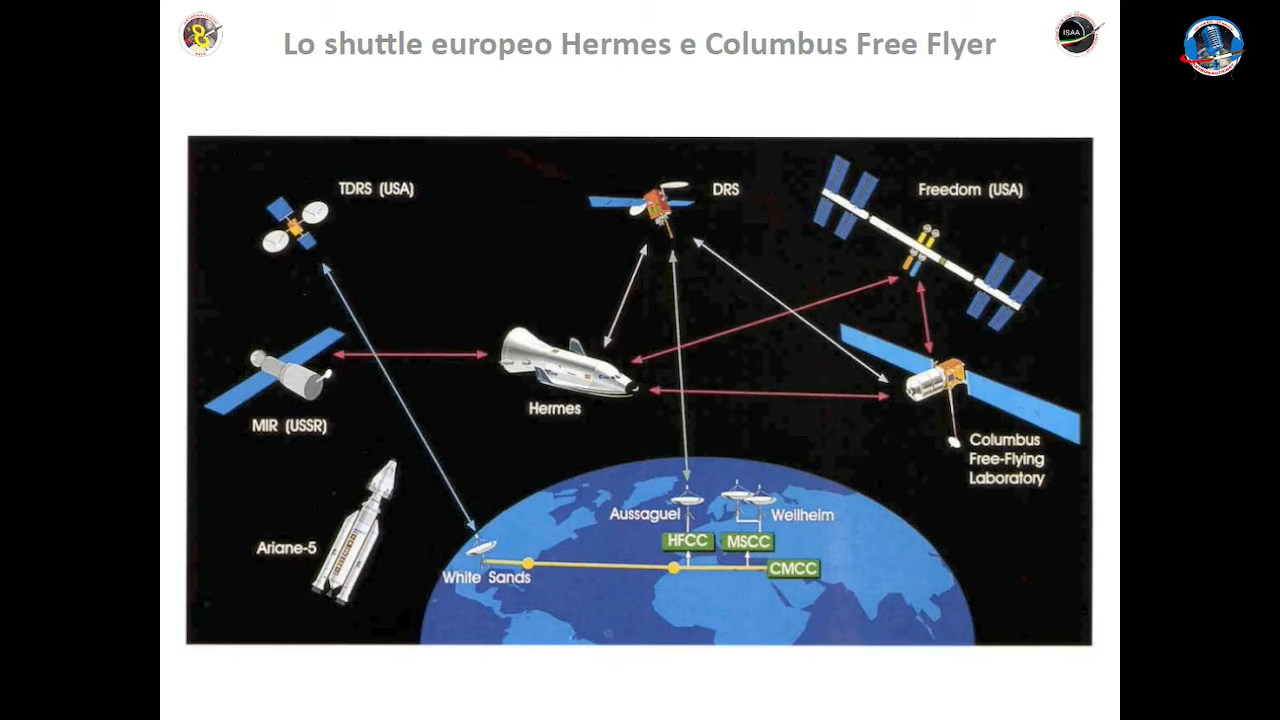 Lo shuttle europeo Hermes e Columbus Free Flyer
ISAA
TDRS (USA)
DRS
Freedom (USA)
MIR (USSR)
Hermes
Columbus
Free-Flying
Laboratory
Ariane-5
Aussaguel
Weilheim
HFCC
MSCC
CMCC
White Sands